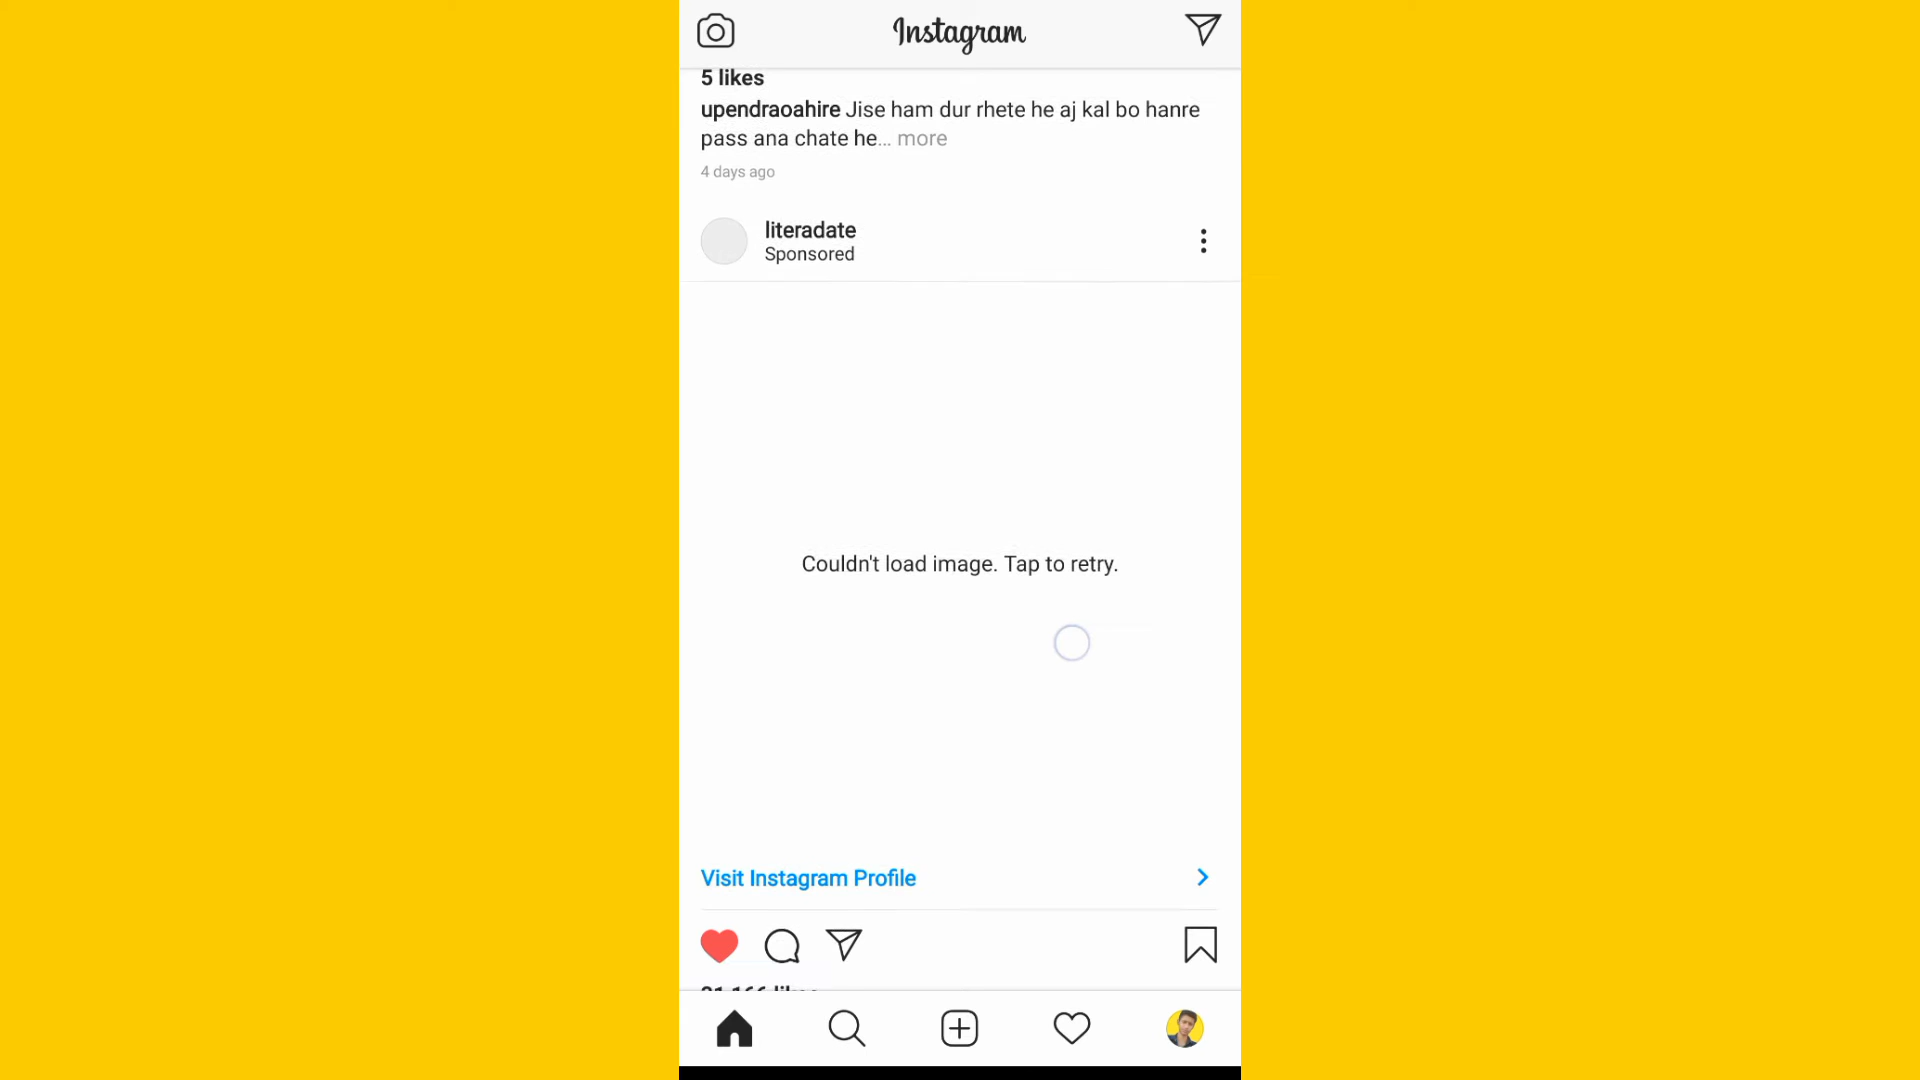 Instagram
5 likes
upendraoahire Jise ham dur rhete he aj kal bo hanre
pass ana chate he... more
4 days ago
literadate
Sponsored
Couldn't load image. Tap to retry.
Visit Instagram Profile
likes